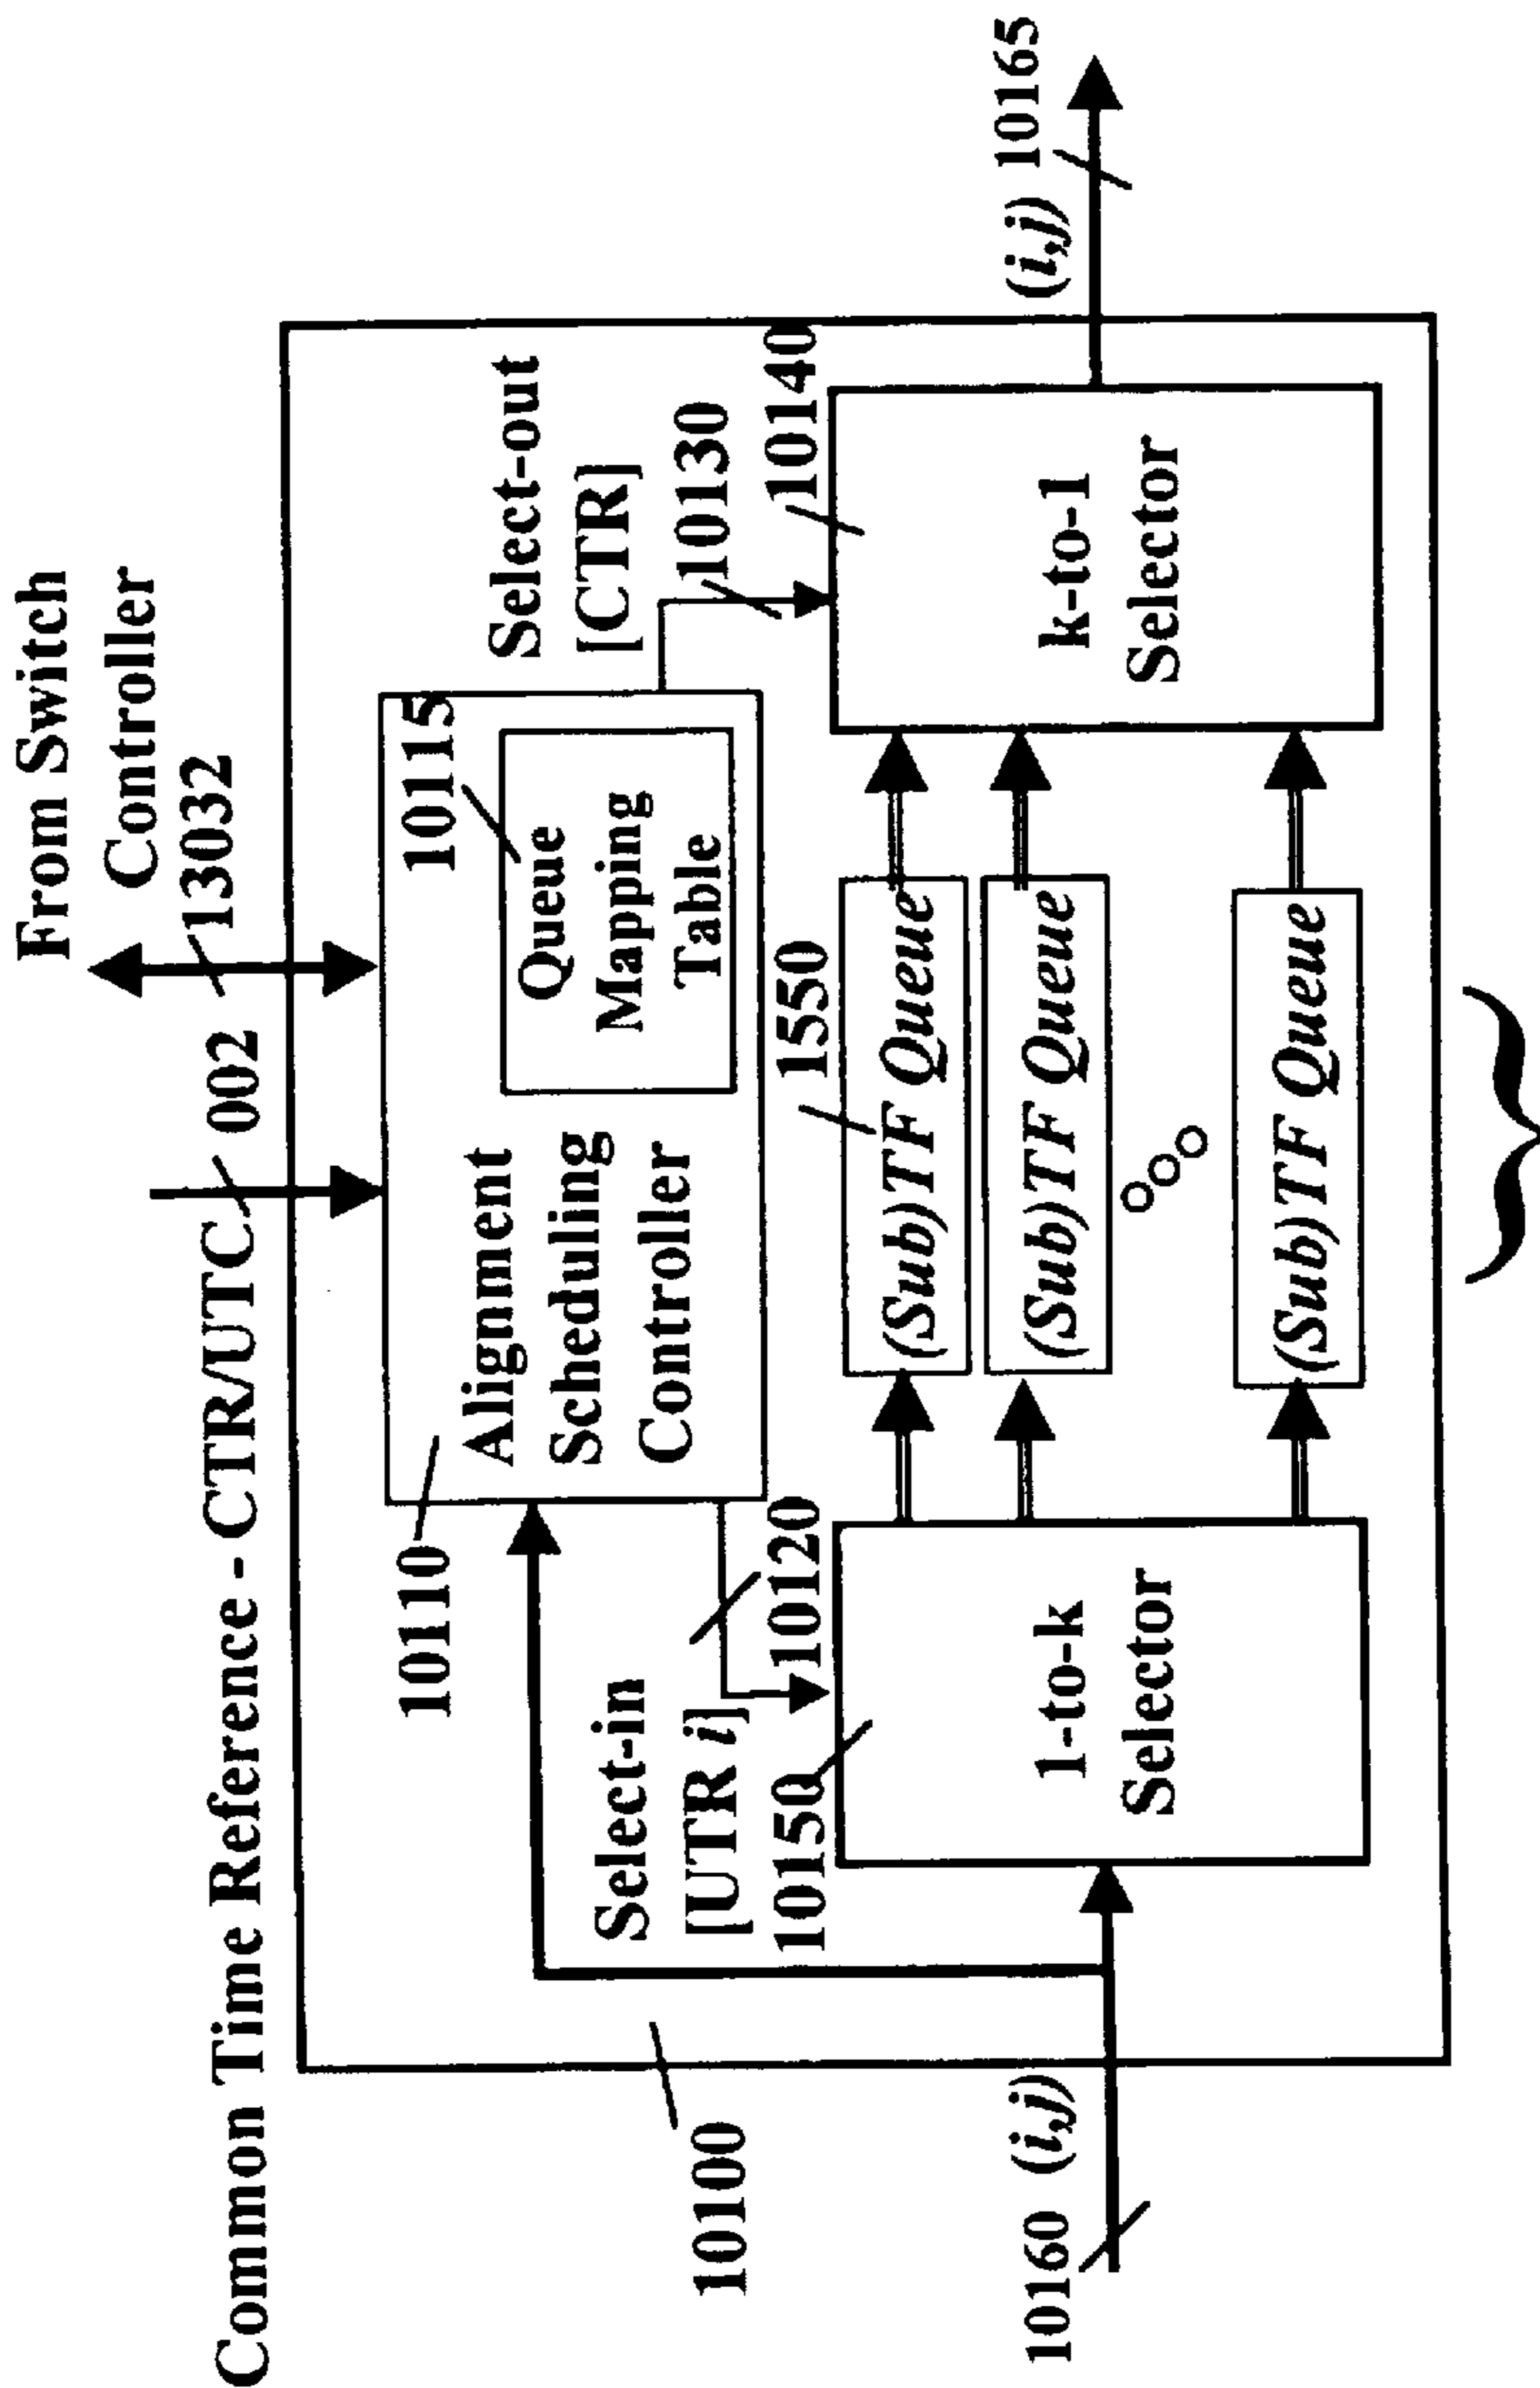 From Switch
Controller
Common Time Reference - CTR/UTC 002
13032
10110
10115
Alignment
Scheduling
Controller
Queue
Mapping
Table
Select-out
[CTR]
10130
10140
Select-in
[UTR i]
10120
10150
1550
10100
1-to-k
Selector
(Sub)TF Queue
(Sub)TF Queue
(Sub)TF Queue
k-to-1
Selector
10160 (i,j)
(i,j) 10165